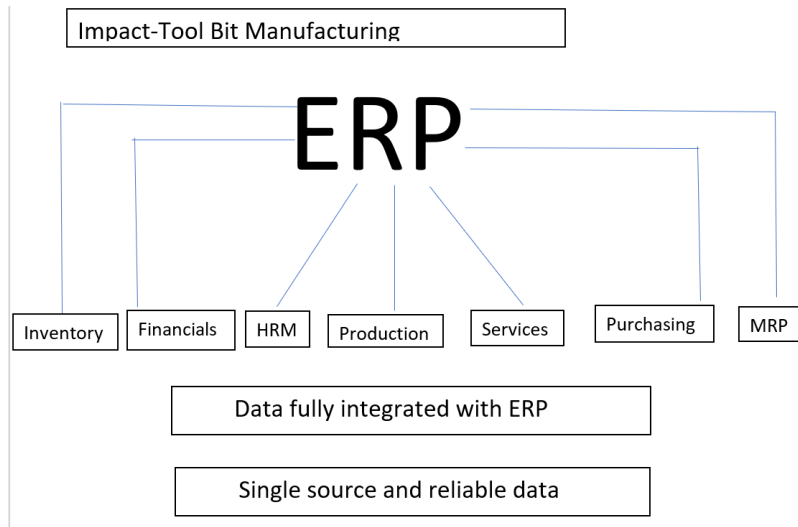 Impact-Tool Bit Manufacturing
ERP
Inventory
Financials
HRM
Production
Services
Purchasing
MRP
Data fully integrated with ERP
Single source and reliable data